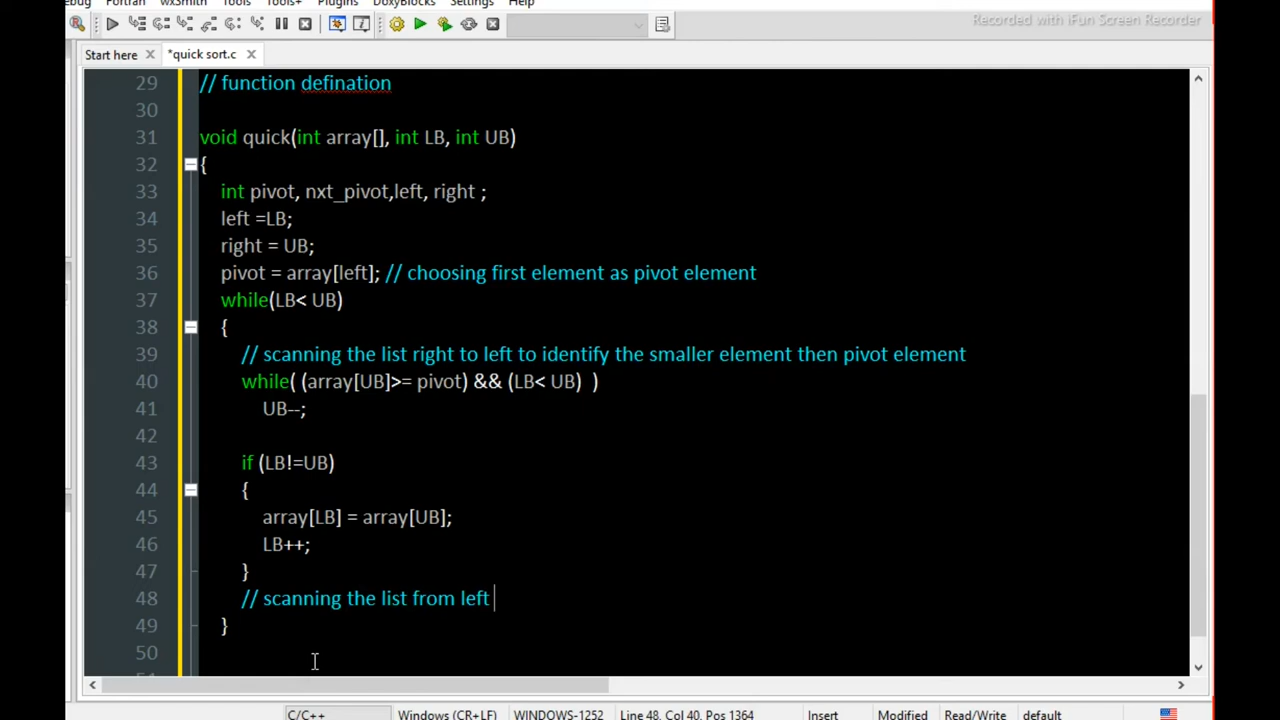 ebug Fortran wxSmith Tools Tools+ Plugins DoxyBlocks Settings Help
Recorded with iFun Screen Recorder
Start here *quick sort.c
29 // function defination
30
31 void quick(int array[], int LB, int UB)
32 {
33 int pivot, nxt_pivot,left, right ;
34 left =LB;
35 right = UB;
36 pivot = array[left]; // choosing first element as pivot element
37 while(LB< UB)
38 {
39 // scanning the list right to left to identify the smaller element then pivot element
40 while( (array[UB]>= pivot) && (LB< UB) )
41 UB--;
42
43 if (LB!=UB)
44 {
45 array[LB] = array[UB];
46 LB++;
47 }
48 // scanning the list from left
49 }
50
C/C++ Windows (CR+LF) WINDOWS-1252 Line 48, Col 40, Pos 1364 Insert Modified Read/Write default